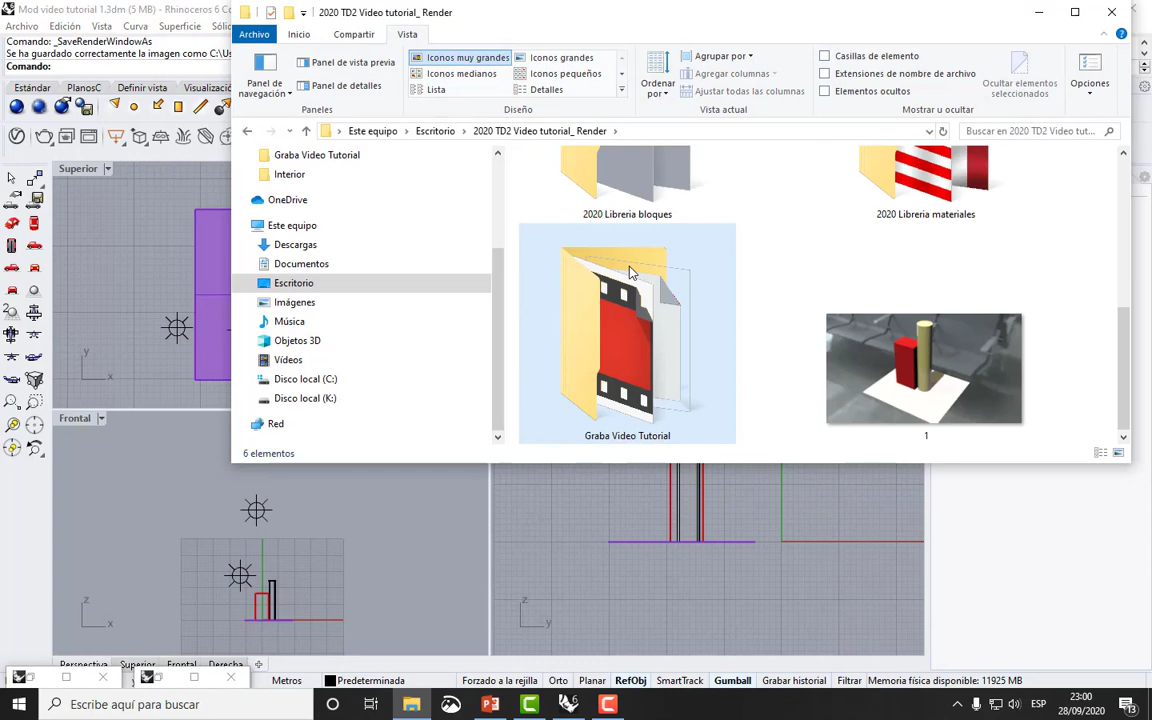 Mod video tutorial 1.3dm (5 MB) - Rhinoceros 6 Co
Archivo Edición Vista Curva Superficie
Comando: _SaveRenderWindowAs
Se ha guardado correctamente la imagen como C:\Us
Comando:
Estándar PlanosC Definir vista Visualizació
2020 TD2 Video tutorial_ Render
Archivo Inicio Compartir Vista
Panel de navegación
Panel de vista previa
Panel de detalles
Paneles
Iconos muy grandes Iconos grandes
Iconos medianos Iconos pequeños
Lista Detalles
Diseño
Ordenar por
Agrupar por
Agregar columnas
Ajustar todas las columnas
Vista actual
Casillas de elemento
Extensiones de nombre de archivo
Elementos ocultos
Ocultar elementos seleccionados
Mostrar u ocultar
Opciones
Este equipo > Escritorio > 2020 TD2 Video tutorial_ Render >
Buscar en 2020 TD2 Video tut...
Graba Video Tutorial
Interior
OneDrive
Este equipo
Descargas
Documentos
Escritorio
Imágenes
Música
Objetos 3D
Vídeos
Disco local (C:)
Disco local (K:)
Red
2020 Libreria bloques
2020 Libreria materiales
Graba Video Tutorial
1
6 elementos
Superior
y
x
Frontal
z
x
z
y
Perspectiva Superior Frontal Derecha
Metros
Predeterminada
Forzado a la rejilla Orto Planar RefObj SmartTrack Gumball Grabar historial Filtrar Memoria física disponible: 11925 MB
Escribe aquí para buscar
ESP
23:00
28/09/2020
13